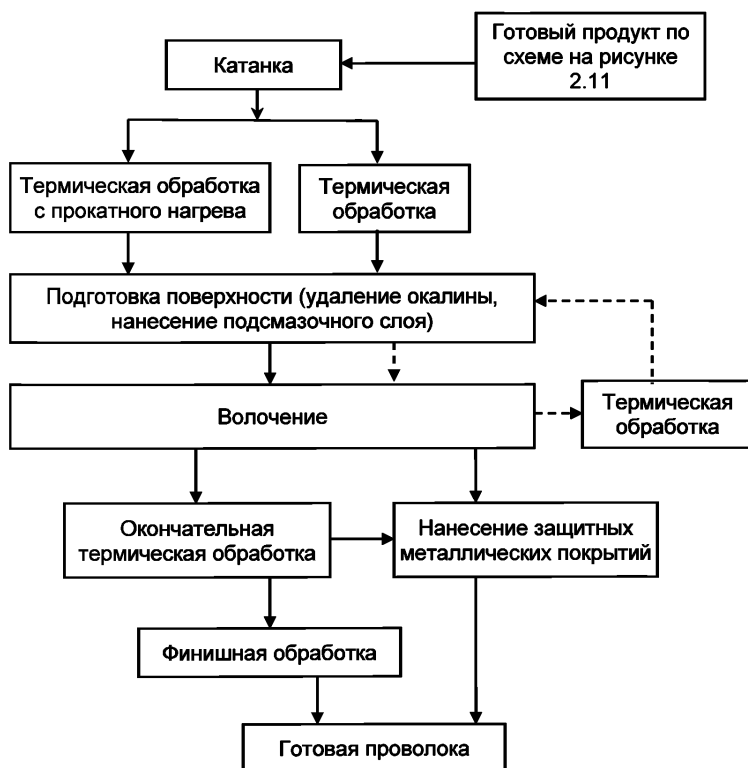 Готовый продукт по
схеме на рисунке
2.11
Катанка
Термическая обработка
с прокатного нагрева
Термическая
обработка
Подготовка поверхности (удаление окалины,
нанесение подсмазочного слоя)
Волочение
Термическая
обработка
Окончательная
термическая обработка
Нанесение защитных
металлических покрытий
Финишная обработка
Готовая проволока